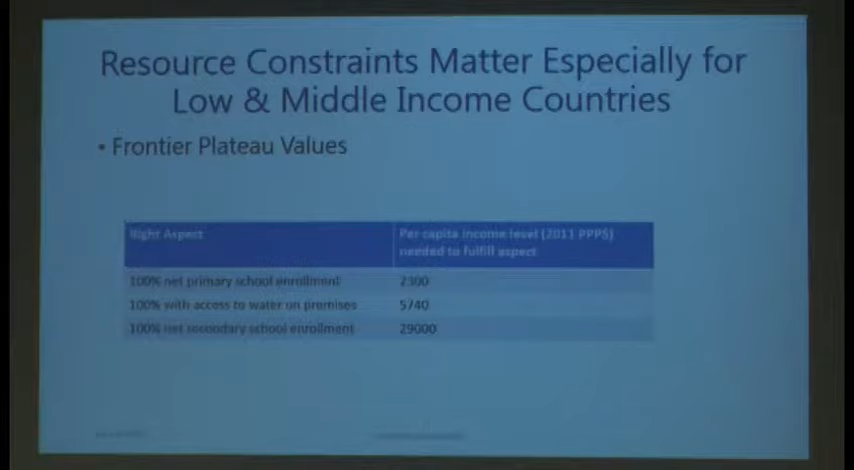 Resource Constraints Matter Especially for
Low & Middle Income Countries
• Frontier Plateau Values
Right Aspect
Per capita income level (2011 PPP$)
needed to fulfill aspect
100% net primary school enrollment 2300
100% with access to water on premises 5740
100% net secondary school enrollment 29000